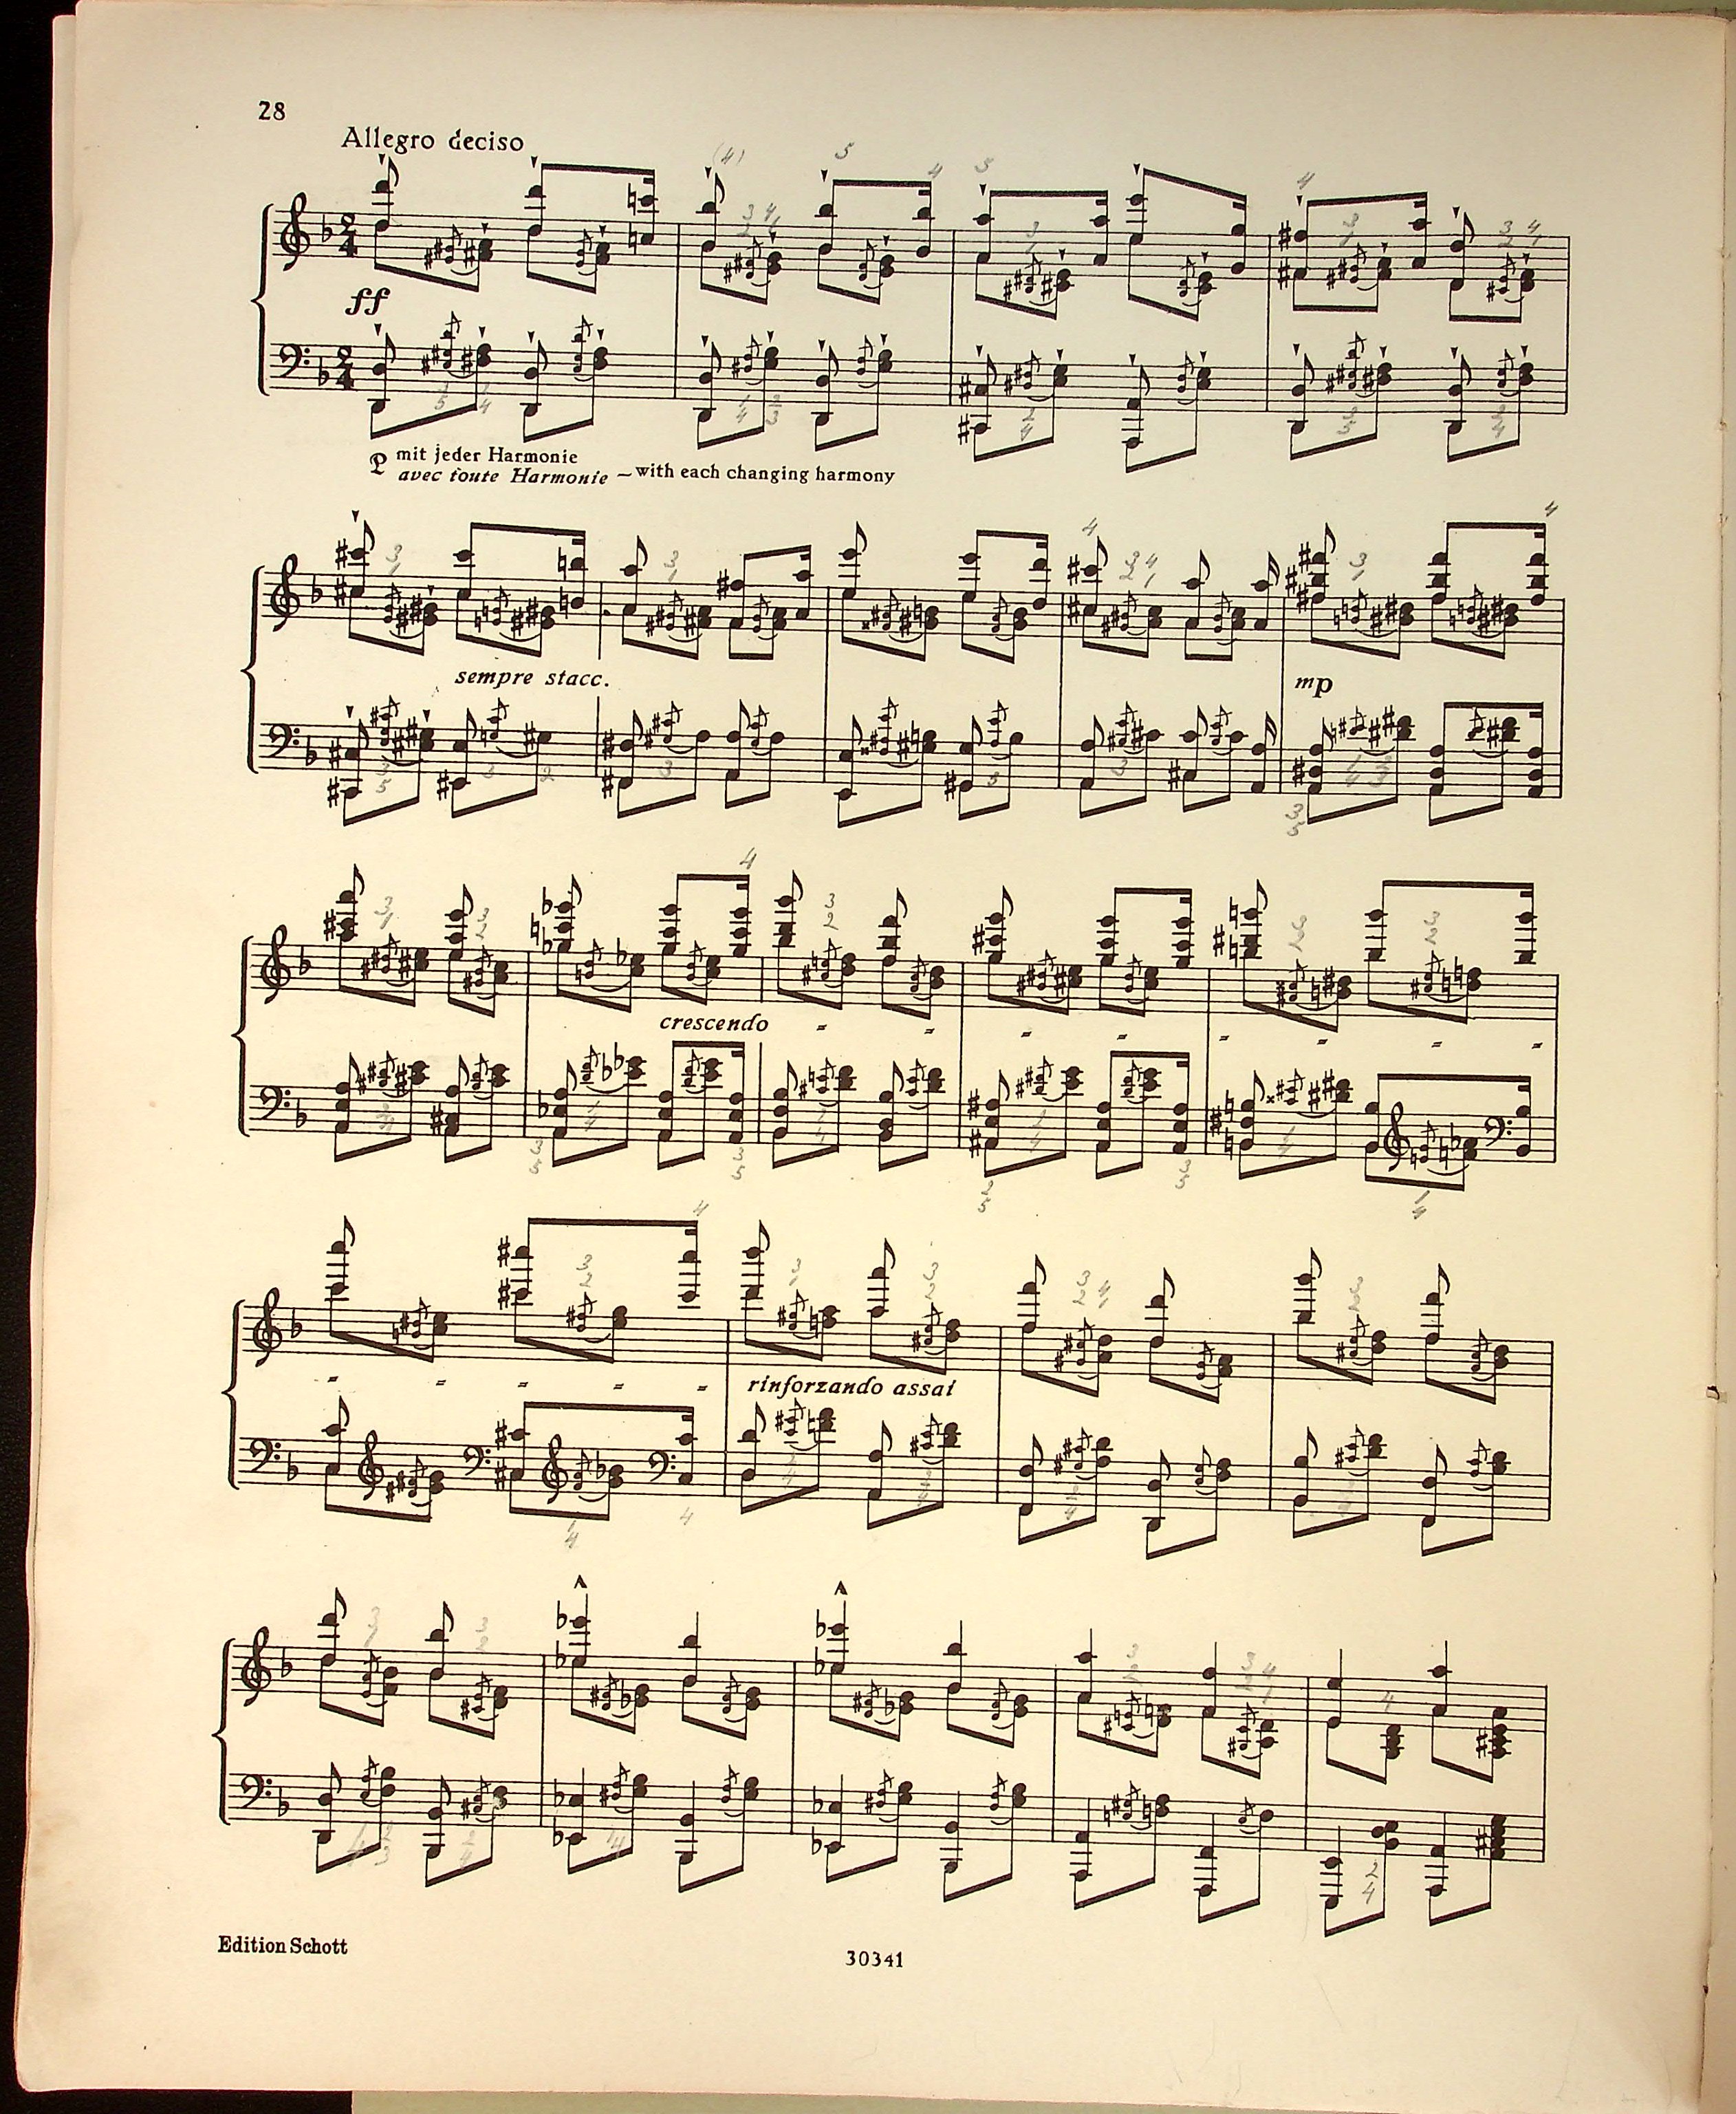 28
Allegro deciso
ff
mit jeder Harmonie
avec toute Harmonie – with each changing harmony
sempre stacc.
mp
crescendo
rinforzando assai
Edition Schott
30341